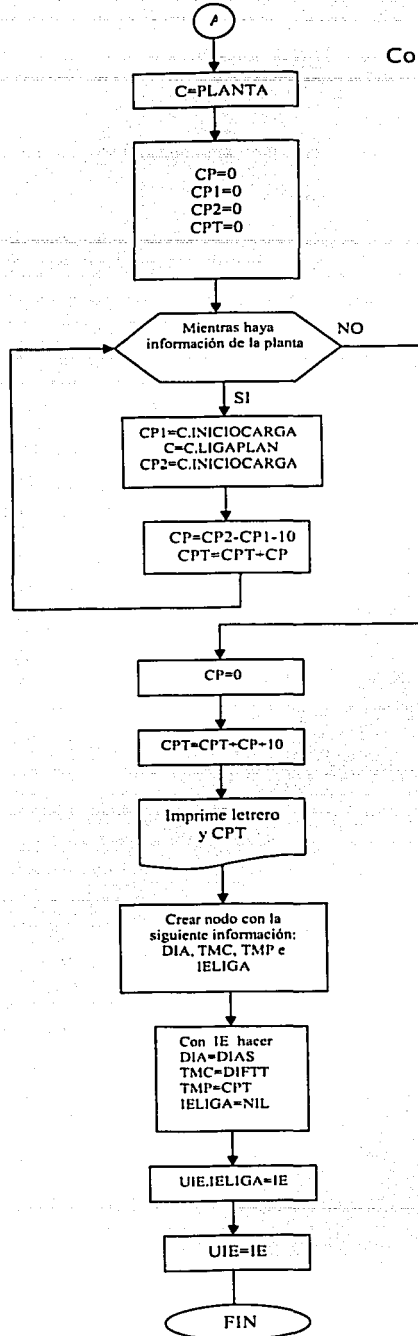 A
Co
C=PLANTA
CP=0
CP1=0
CP2=0
CPT=0
Mientras haya
información de la planta
NO
SI
CP1=C.INICIOCARGA
C=C.LIGAPLAN
CP2=C.INICIOCARGA
CP=CP2-CP1-10
CPT=CPT+CP
CP=0
CPT=CPT+CP+10
Imprime letrero
y CPT
Crear nodo con la
siguiente información:
DIA, TMC, TMP e
IELIGA
Con IE hacer
DIA=DIAS
TMC=DIFTT
TMP=CPT
IELIGA=NIL
UIE.IELIGA=IE
UIE=IE
FIN